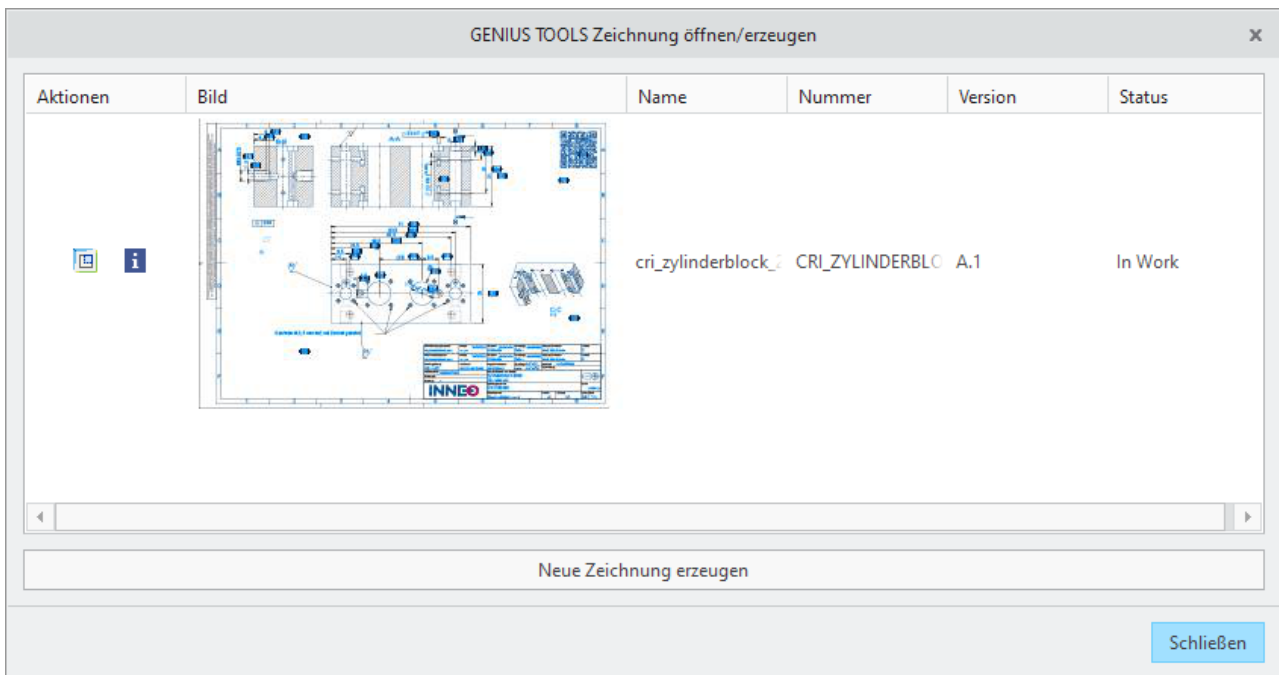 GENIUS TOOLS Zeichnung öffnen/erzeugen
Aktionen Bild Name Nummer Version Status
cri_zylinderblock_ CRI_ZYLINDERBLO A.1 In Work
INNEO
Neue Zeichnung erzeugen
Schließen